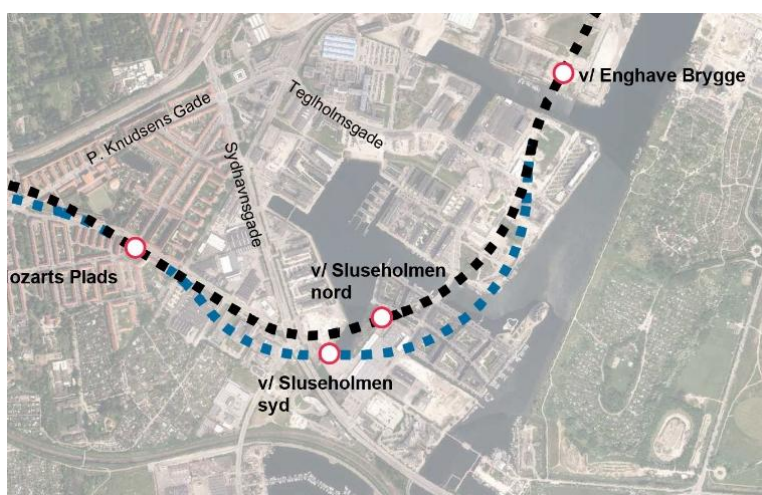 v/ Enghave Brygge
Teglholmsgade
P. Knudsens Gade
Sydhavnsgade
ozarts Plads
v/ Sluseholmen
nord
v/ Sluseholmen
syd